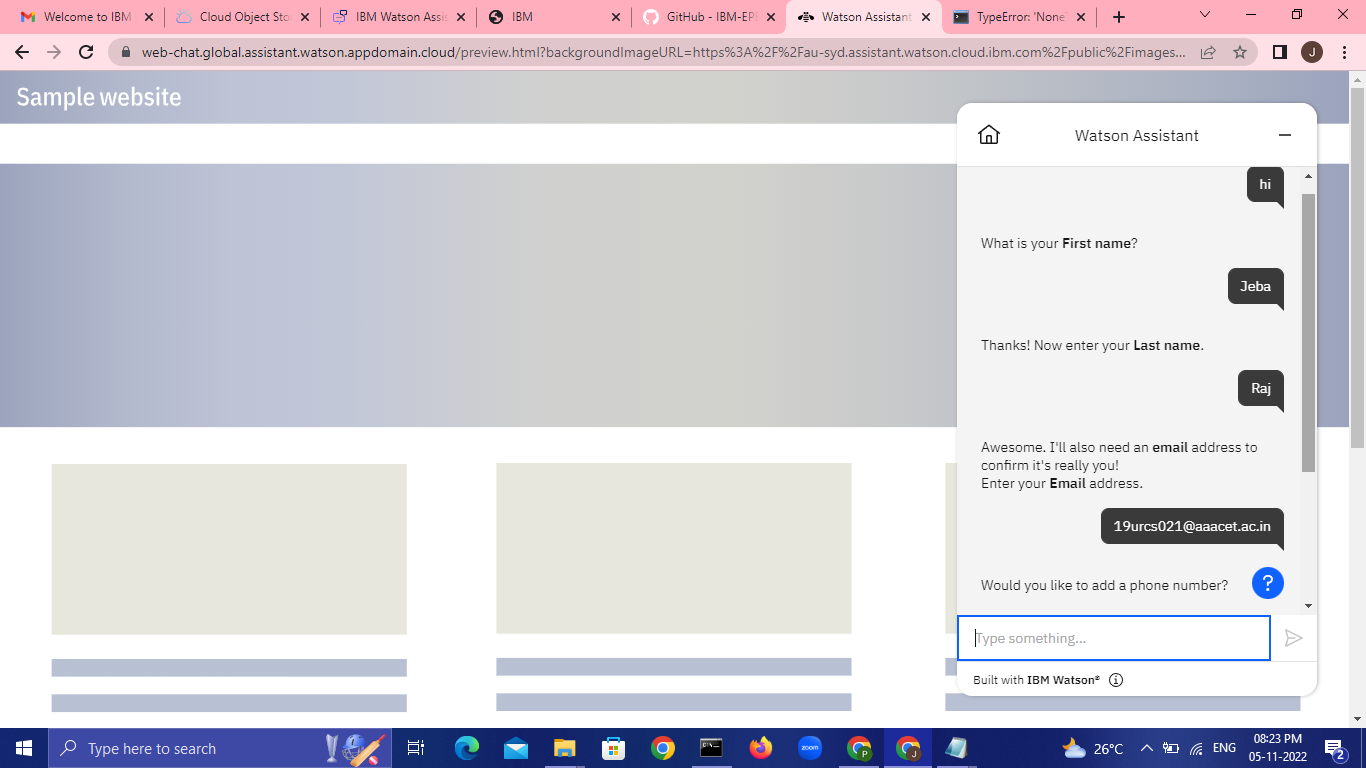 Welcome to IBM
Cloud Object Sto
IBM Watson Assis
IBM
GitHub - IBM-EPB
Watson Assistant
TypeError: 'None
web-chat.global.assistant.watson.appdomain.cloud/preview.html?backgroundImageURL=https%3A%2F%2Fau-syd.assistant.watson.cloud.ibm.com%2Fpublic%2Fimages...
J
Sample website
Watson Assistant
hi
What is your First name?
Jeba
Thanks! Now enter your Last name.
Raj
Awesome. I'll also need an email address to
confirm it's really you!
Enter your Email address.
19urcs021@aaacet.ac.in
Would you like to add a phone number?
?
Type something...
Built with IBM Watson®
Type here to search
zoom
P
J
26°C
ENG
08:23 PM
05-11-2022
2